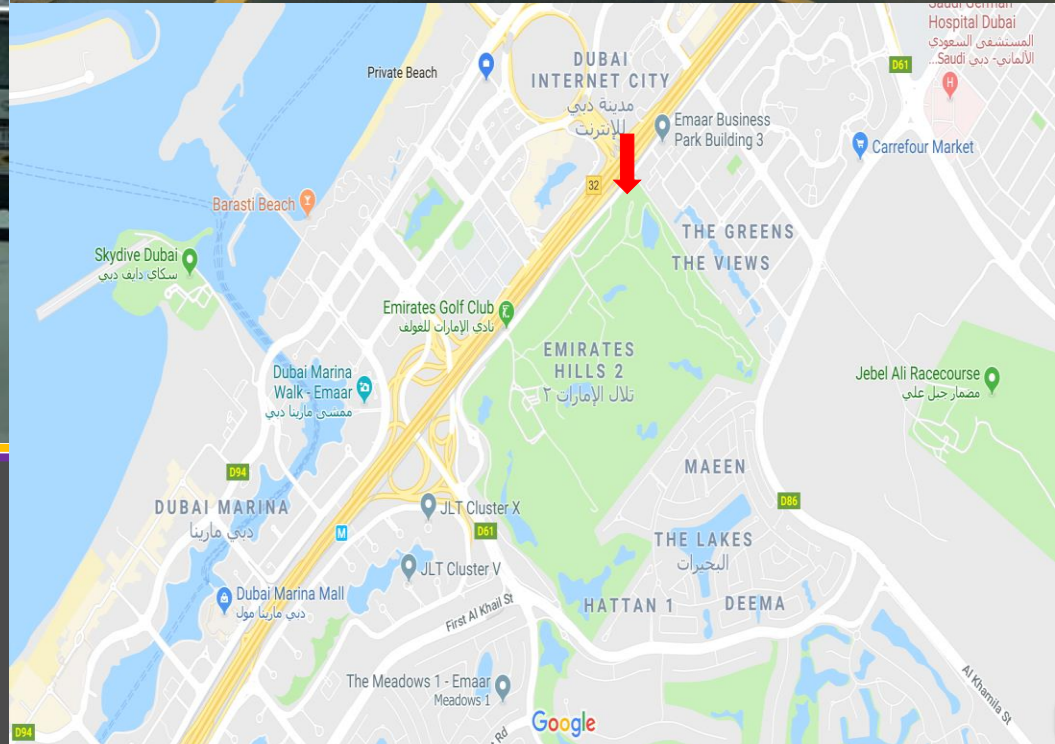 Saudi German
Hospital Dubai
المستشفى السعودي
الألماني- دبي Saudi...
D61
Private Beach
DUBAI
INTERNET CITY
مدينة دبي
للإنترنت
Emaar Business
Park Building 3
Carrefour Market
32
Barasti Beach
THE GREENS
THE VIEWS
Skydive Dubai
سكاي دايف دبي
Emirates Golf Club
نادي الإمارات للغولف
EMIRATES
HILLS 2
تلال الإمارات ٢
Dubai Marina
Walk - Emaar
ممشى مارينا دبي
Jebel Ali Racecourse
مضمار جبل علي
D94
MAEEN
D86
DUBAI MARINA
دبي مارينا
JLT Cluster X
M
D61
THE LAKES
البحيرات
JLT Cluster V
Dubai Marina Mall
دبي مارينا مول
First Al Khail St
HATTAN 1
DEEMA
The Meadows 1 - Emaar
Meadows 1
Al Khamila St
Google
Rd
D94
H